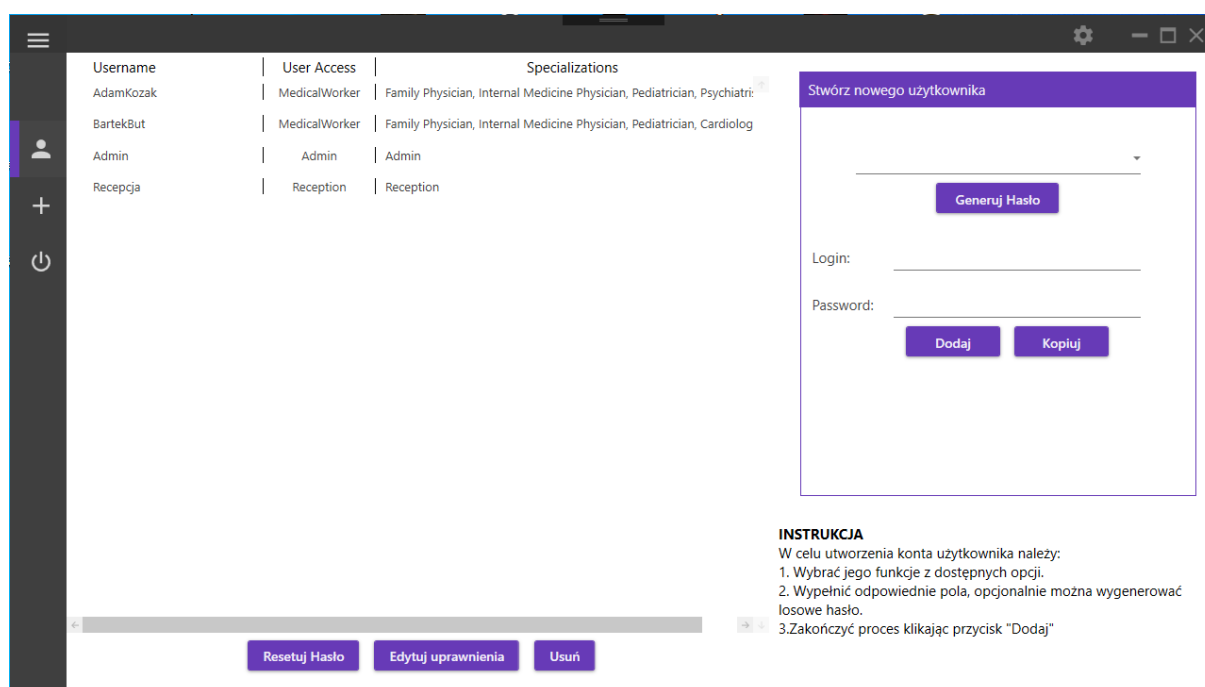 Username User Access Specializations
AdamKozak MedicalWorker Family Physician, Internal Medicine Physician, Pediatrician, Psychiatri
BartekBut MedicalWorker Family Physician, Internal Medicine Physician, Pediatrician, Cardiolog
Admin Admin Admin
Recepcja Reception Reception
Resetuj Hasło Edytuj uprawnienia Usuń
Stwórz nowego użytkownika
Generuj Hasło
Login:
Password:
Dodaj Kopiuj
INSTRUKCJA
W celu utworzenia konta użytkownika należy:
1. Wybrać jego funkcje z dostępnych opcji.
2. Wypełnić odpowiednie pola, opcjonalnie można wygenerować
losowe hasło.
3.Zakończyć proces klikając przycisk "Dodaj"